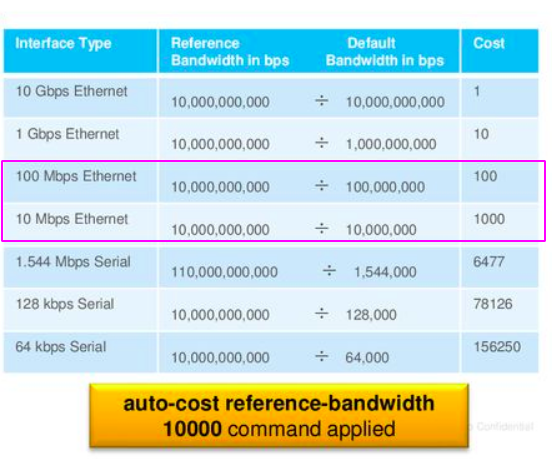 Interface Type Reference Bandwidth in bps Default Bandwidth in bps Cost
10 Gbps Ethernet 10,000,000,000 ÷ 10,000,000,000 1
1 Gbps Ethernet 10,000,000,000 ÷ 1,000,000,000 10
100 Mbps Ethernet 10,000,000,000 ÷ 100,000,000 100
10 Mbps Ethernet 10,000,000,000 ÷ 10,000,000 1000
1.544 Mbps Serial 110,000,000,000 ÷ 1,544,000 6477
128 kbps Serial 10,000,000,000 ÷ 128,000 78126
64 kbps Serial 10,000,000,000 ÷ 64,000 156250
auto-cost reference-bandwidth
10000 command applied
Confidential